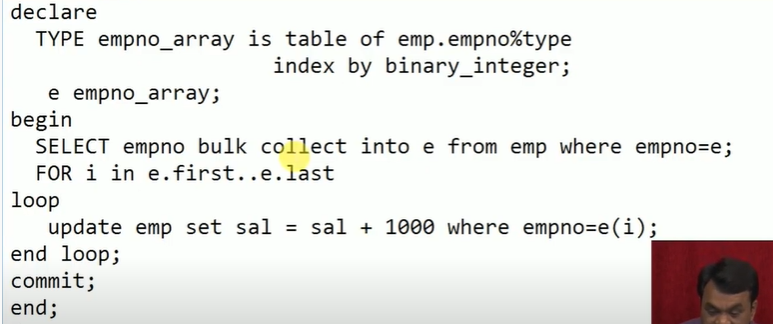 declare
TYPE empno_array is table of emp.empno%type
index by binary_integer;
e empno_array;
begin
SELECT empno bulk collect into e from emp where empno=e;
FOR i in e.first..e.last
loop
update emp set sal = sal + 1000 where empno=e(i);
end loop;
commit;
end;